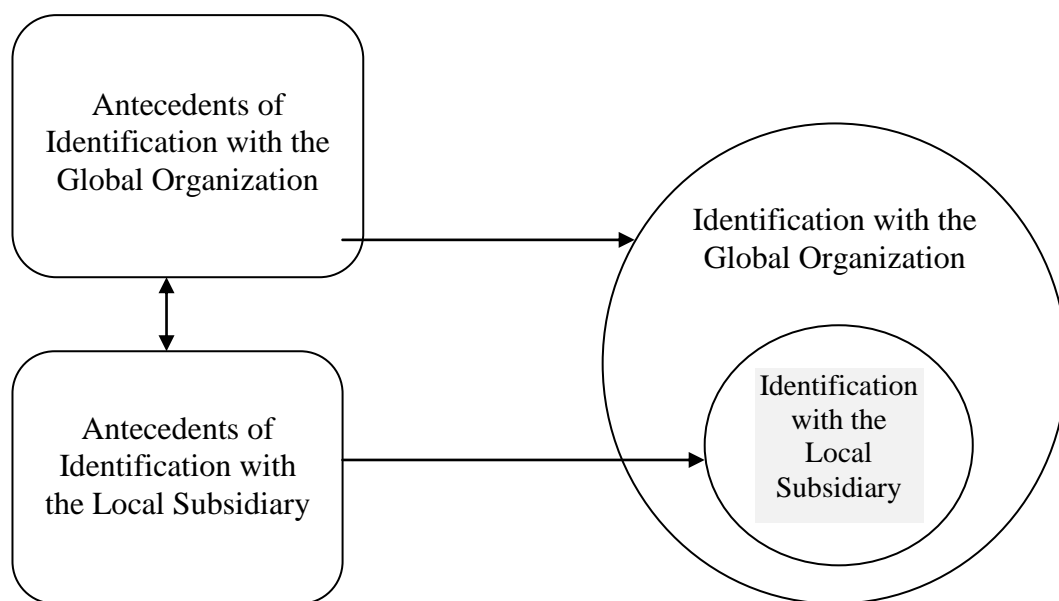 Antecedents of
Identification with the
Global Organization
Identification with the
Global Organization
Antecedents of
Identification with
the Local Subsidiary
Identification
with the
Local
Subsidiary